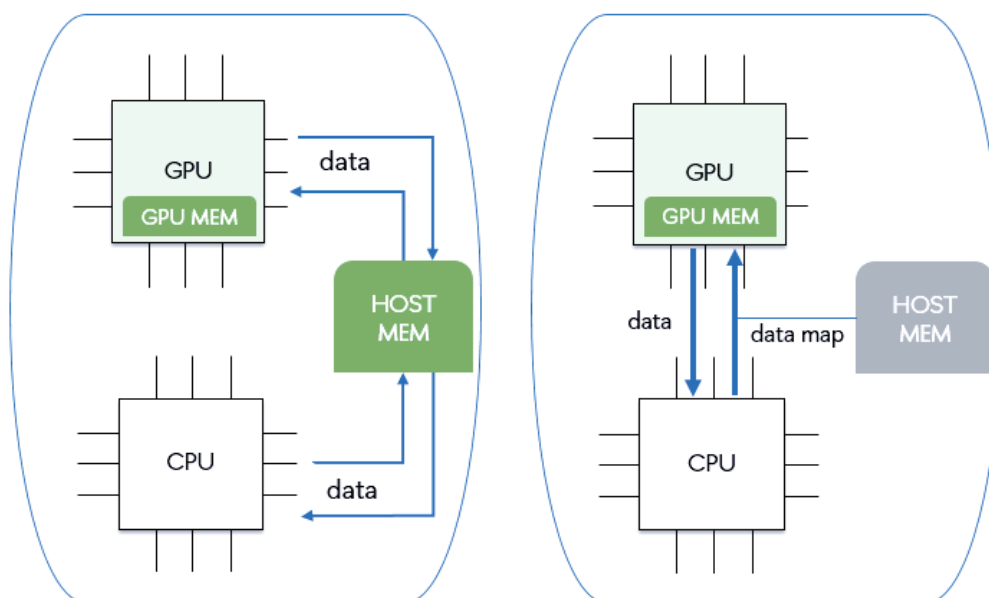 GPU
GPU MEM
data
HOST
MEM
CPU
data
GPU
GPU MEM
data
data map
HOST
MEM
CPU